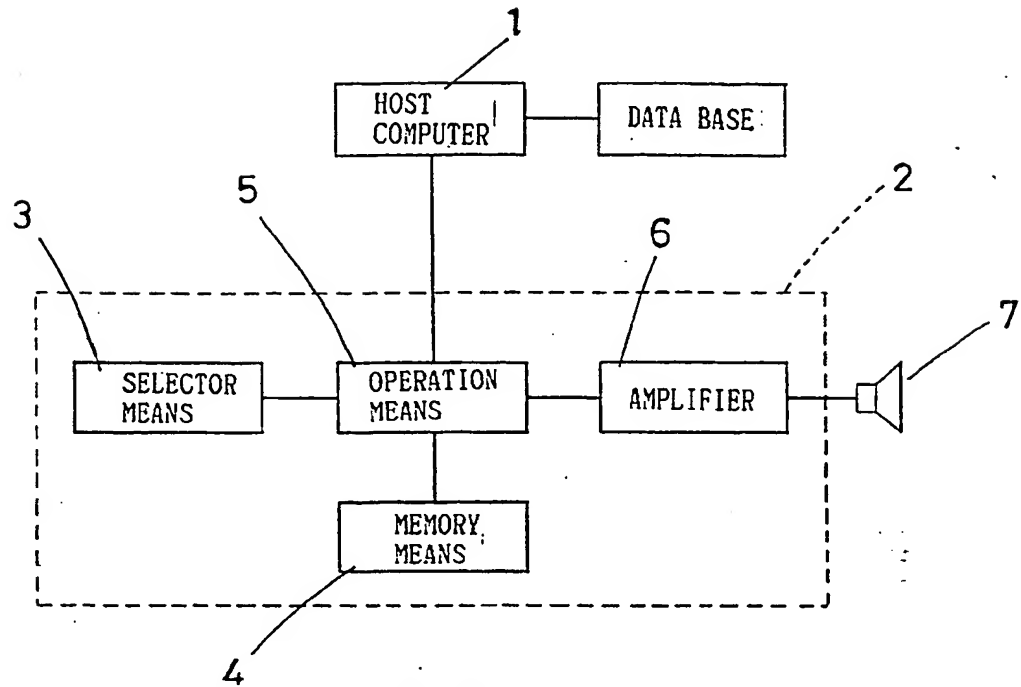 1
HOST
COMPUTER
DATA BASE
2
3
5
6
7
SELECTOR
MEANS
OPERATION
MEANS
AMPLIFIER
MEMORY
MEANS
4